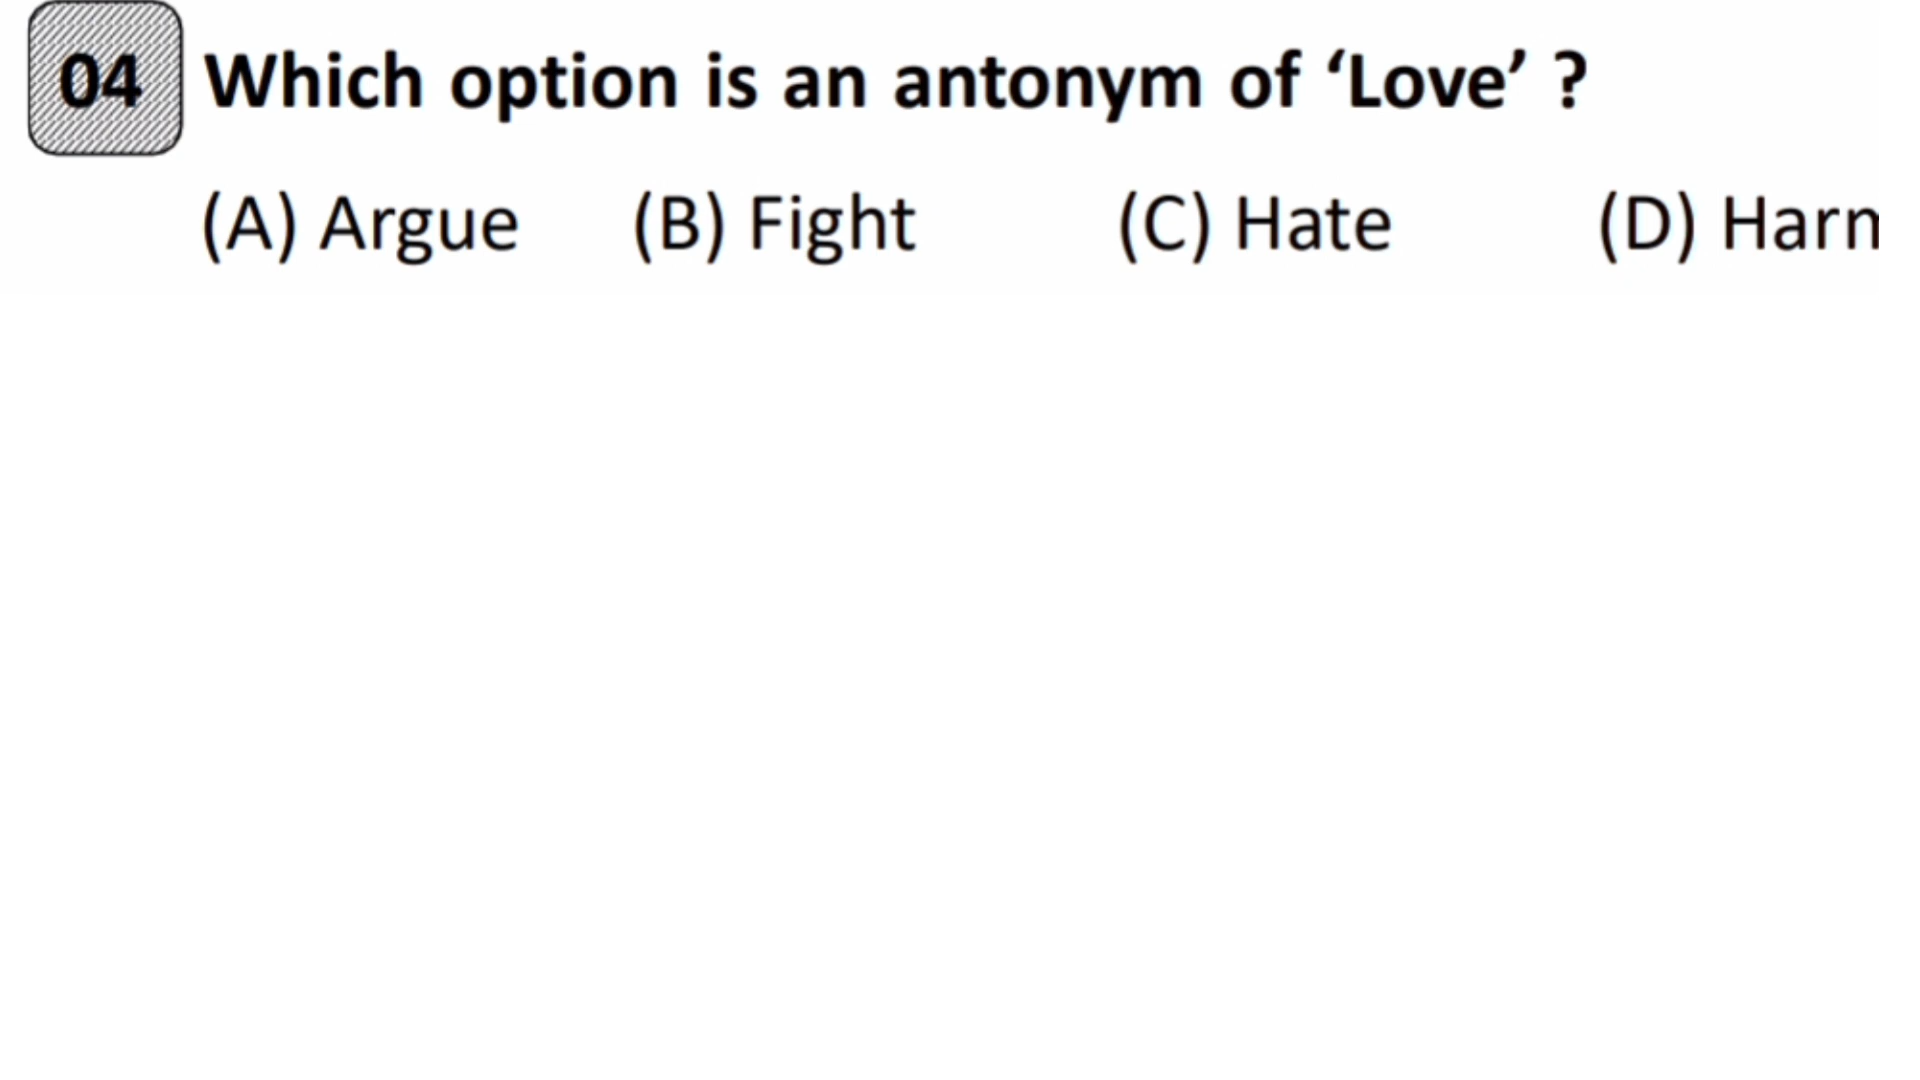 04 Which option is an antonym of ‘Love’ ?
(A) Argue (B) Fight (C) Hate (D)